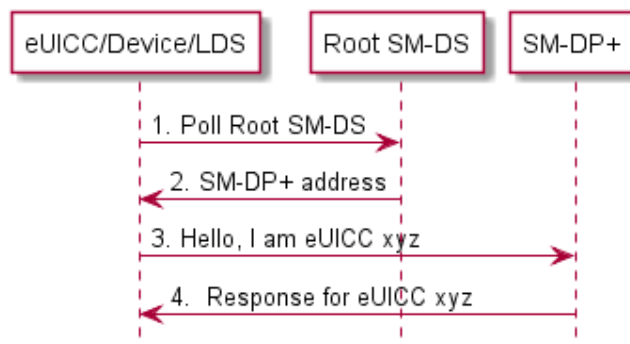 eUICC/Device/LDS
Root SM-DS
SM-DP+
1. Poll Root SM-DS
2. SM-DP+ address
3. Hello, I am eUICC xyz
4. Response for eUICC xyz